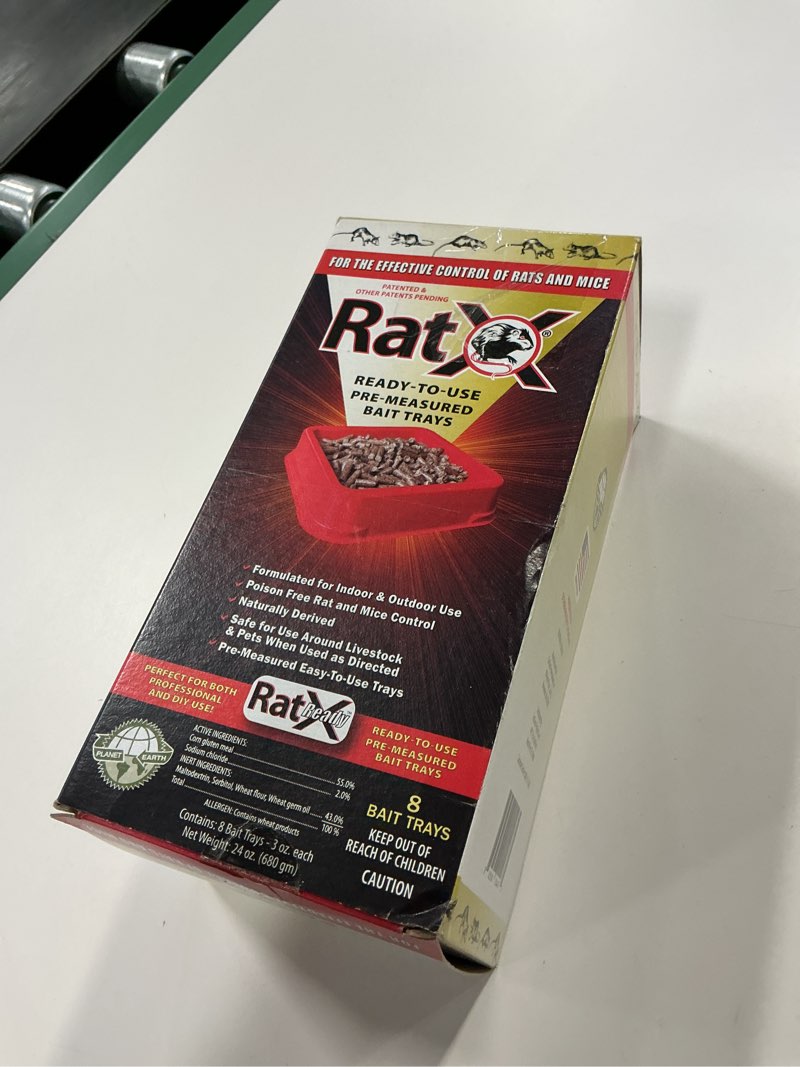 FOR THE EFFECTIVE CONTROL OF RATS AND MICE
PATENTED &
OTHER PATENTS PENDING
RatX®
READY-TO-USE
PRE-MEASURED
BAIT TRAYS
Formulated for Indoor & Outdoor Use
Poison Free Rat and Mice Control
Naturally Derived
Safe for Use Around Livestock
& Pets When Used as Directed
Pre-Measured Easy-To-Use Trays
PERFECT FOR BOTH
PROFESSIONAL
AND DIY USE!
RatX Ready
READY-TO-USE
PRE-MEASURED
BAIT TRAYS
PLANET EARTH
ACTIVE INGREDIENTS:
Corn gluten meal 55.0%
Sodium chloride 2.0%
INERT INGREDIENTS:
Maltodextrin, Sorbitol, Wheat flour, Wheat germ oil ..... 43.0%
Total 100 %
ALLERGEN: Contains wheat products
Contains: 8 Bait Trays - 3 oz. each
Net Weight: 24 oz. (680 gm)
8
BAIT TRAYS
KEEP OUT OF
REACH OF CHILDREN
CAUTION